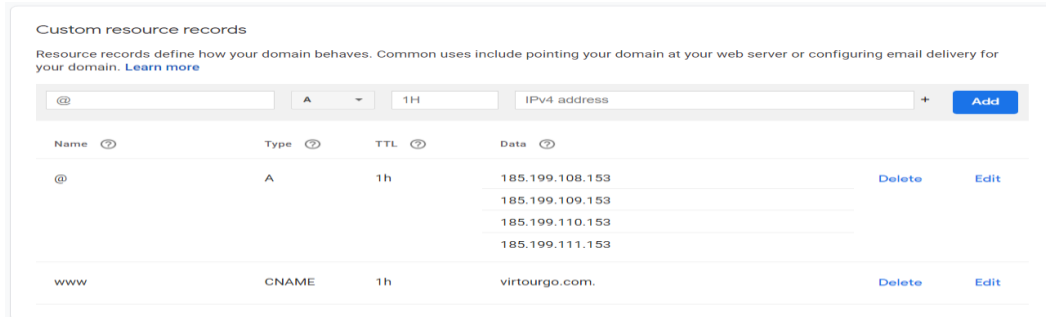 Custom resource records
Resource records define how your domain behaves. Common uses include pointing your domain at your web server or configuring email delivery for
your domain. Learn more
@ A 1H IPv4 address + Add
Name ? Type ? TTL ? Data ?
@ A 1h 185.199.108.153 Delete Edit
185.199.109.153
185.199.110.153
185.199.111.153
www CNAME 1h virtourgo.com. Delete Edit